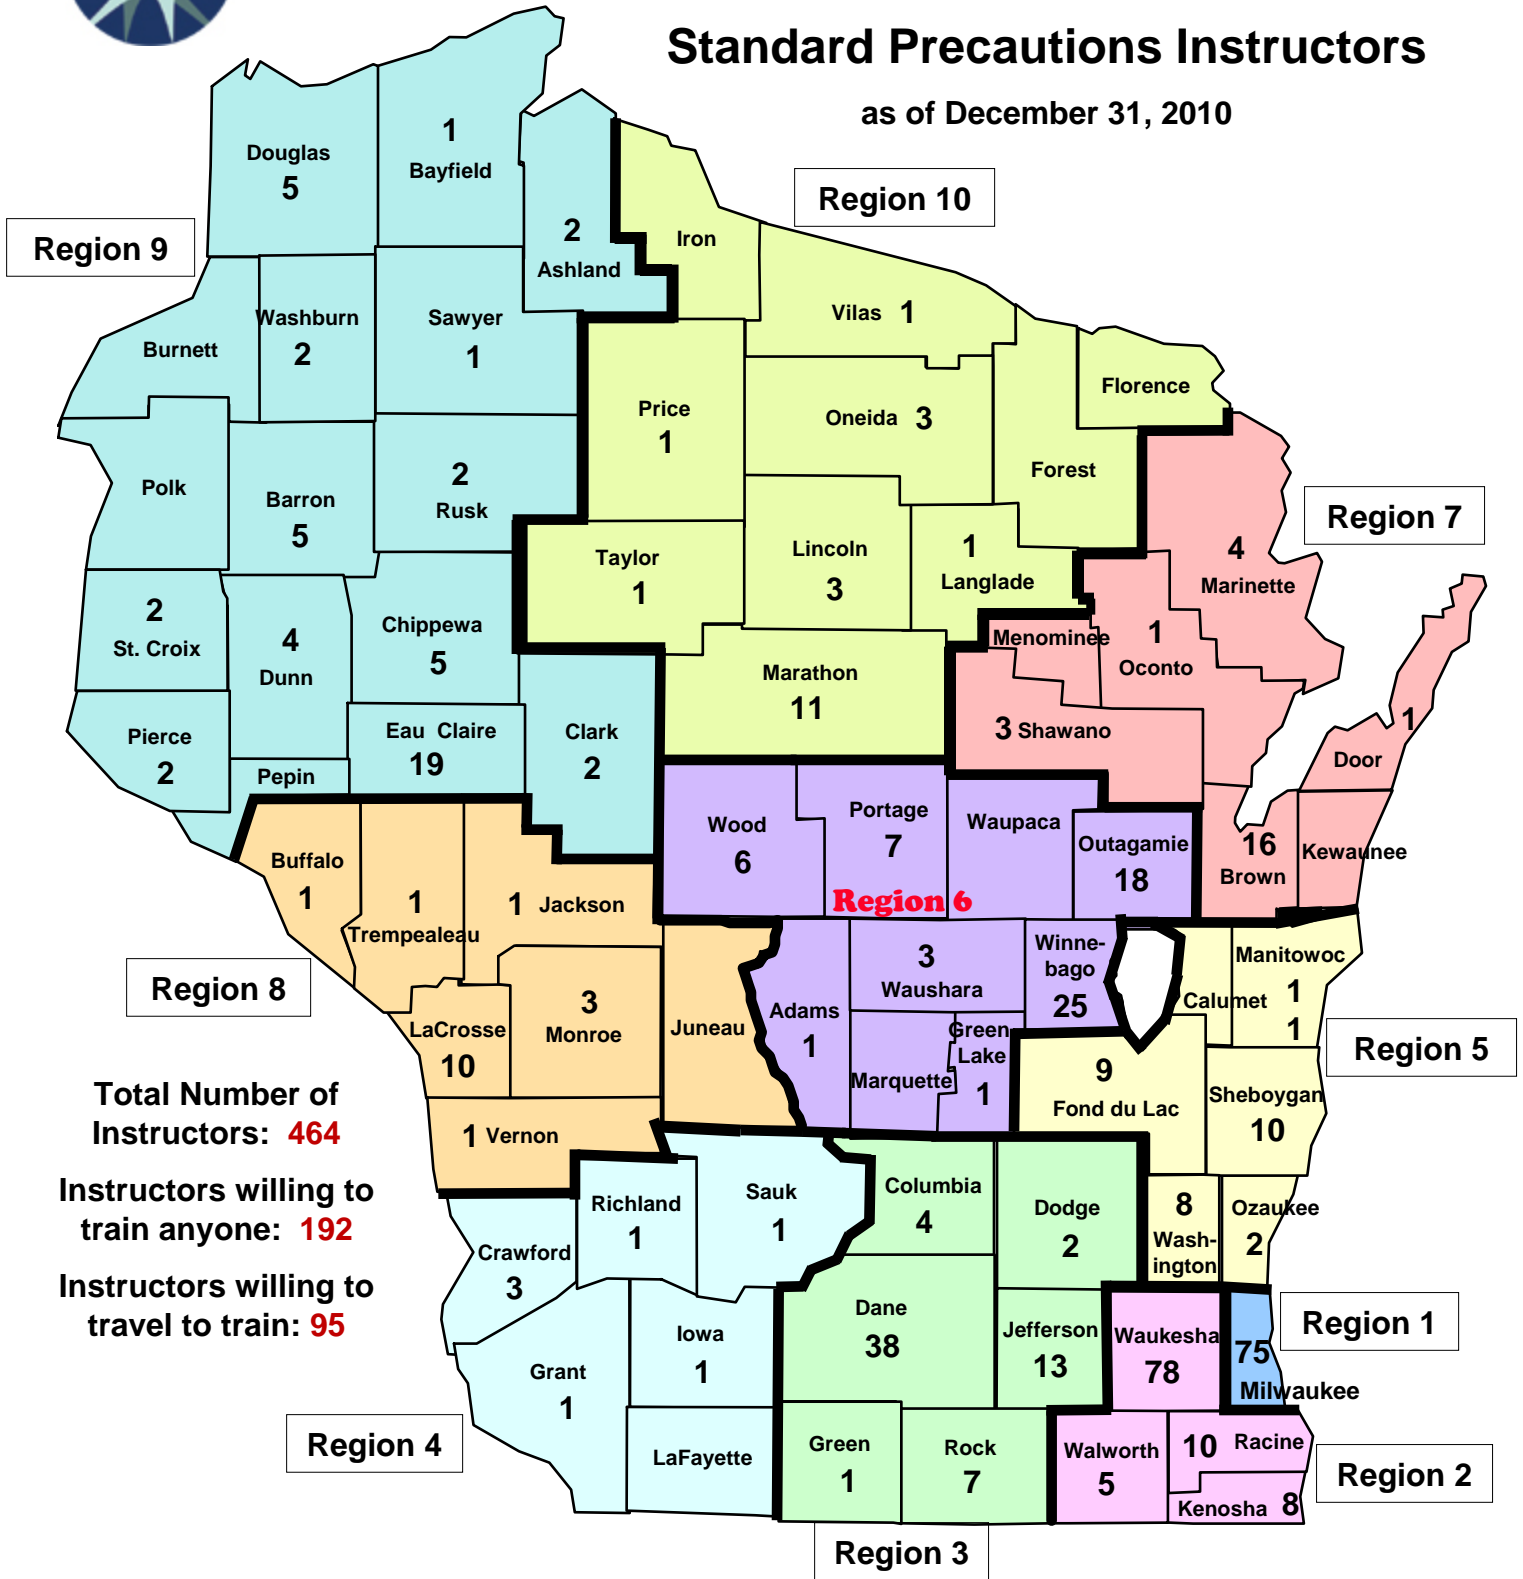 Standard Precautions Instructors
as of December 31, 2010
Region 10
Region 9
Region 7
Region 6
Region 8
Region 5
Region 1
Region 4
Region 2
Region 3
Douglas
5
1
Bayfield
2
Ashland
Iron
Vilas 1
Burnett
Washburn
2
Sawyer
1
Florence
Price
1
Oneida 3
Forest
Polk
Barron
5
2
Rusk
Taylor
1
Lincoln
3
1
Langlade
4
Marinette
2
St. Croix
4
Dunn
Chippewa
5
Menominee
1
Oconto
Marathon
11
3 Shawano
1
Door
Pierce
2
Pepin
Eau Claire
19
Clark
2
Wood
6
Portage
7
Waupaca
Outagamie
18
16
Brown
Kewaunee
Buffalo
1
1
Trempealeau
1 Jackson
3
Waushara
Winne-
bago
25
Manitowoc
1
1
Calumet
LaCrosse
10
3
Monroe
Juneau
Adams
1
Marquette
Green
Lake
1
9
Fond du Lac
Sheboygan
10
1 Vernon
Total Number of
Instructors: 464
Instructors willing to
train anyone: 192
Instructors willing to
travel to train: 95
Richland
1
Sauk
1
Columbia
4
Dodge
2
8
Wash-
ington
Ozaukee
2
Crawford
3
Iowa
1
Dane
38
Jefferson
13
Waukesha
78
75
Milwaukee
Grant
1
LaFayette
Green
1
Rock
7
Walworth
5
10 Racine
Kenosha 8